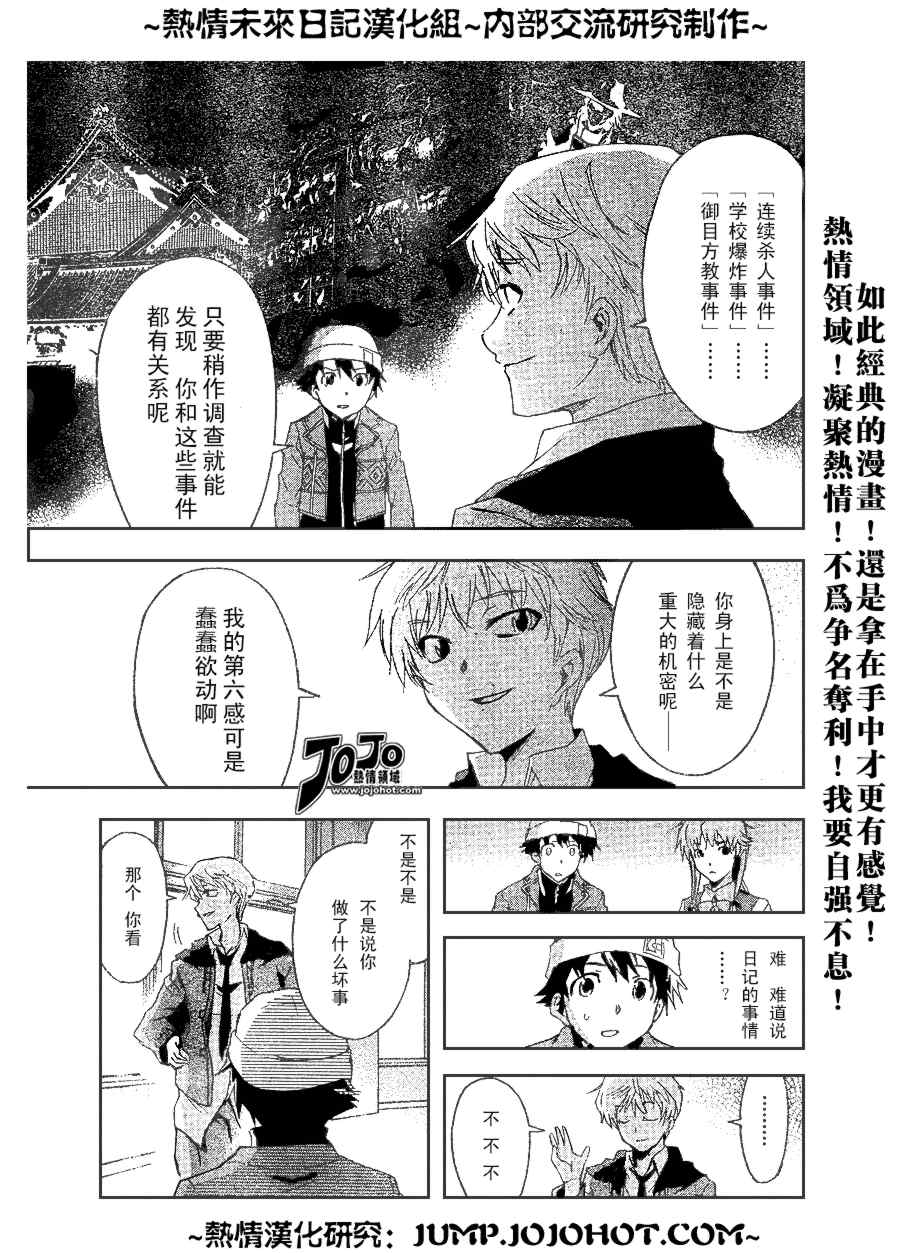 ~熱情未來日記漢化組~内部交流研究制作~
「连续杀人事件」……
「学校爆炸事件」……
「御目方教事件」……
只要稍作调查就能
发现 你和这些事件
都有关系呢
你身上是不是
隐藏着什么
重大的机密呢——
我的第六感可是
蠢蠢欲动啊
JOJO
熱情領域
www.jojohot.com
难 难道说
日记的事情
……？
……
不
不
不
不是不是
不是说你
做了什么坏事
那个 你看
如此經典的漫畫！還是拿在手中才更有感覺！
熱情領域！凝聚熱情！不爲争名奪利！我要自强不息！
~熱情漢化研究：JUMP.JOJOHOT.COM~